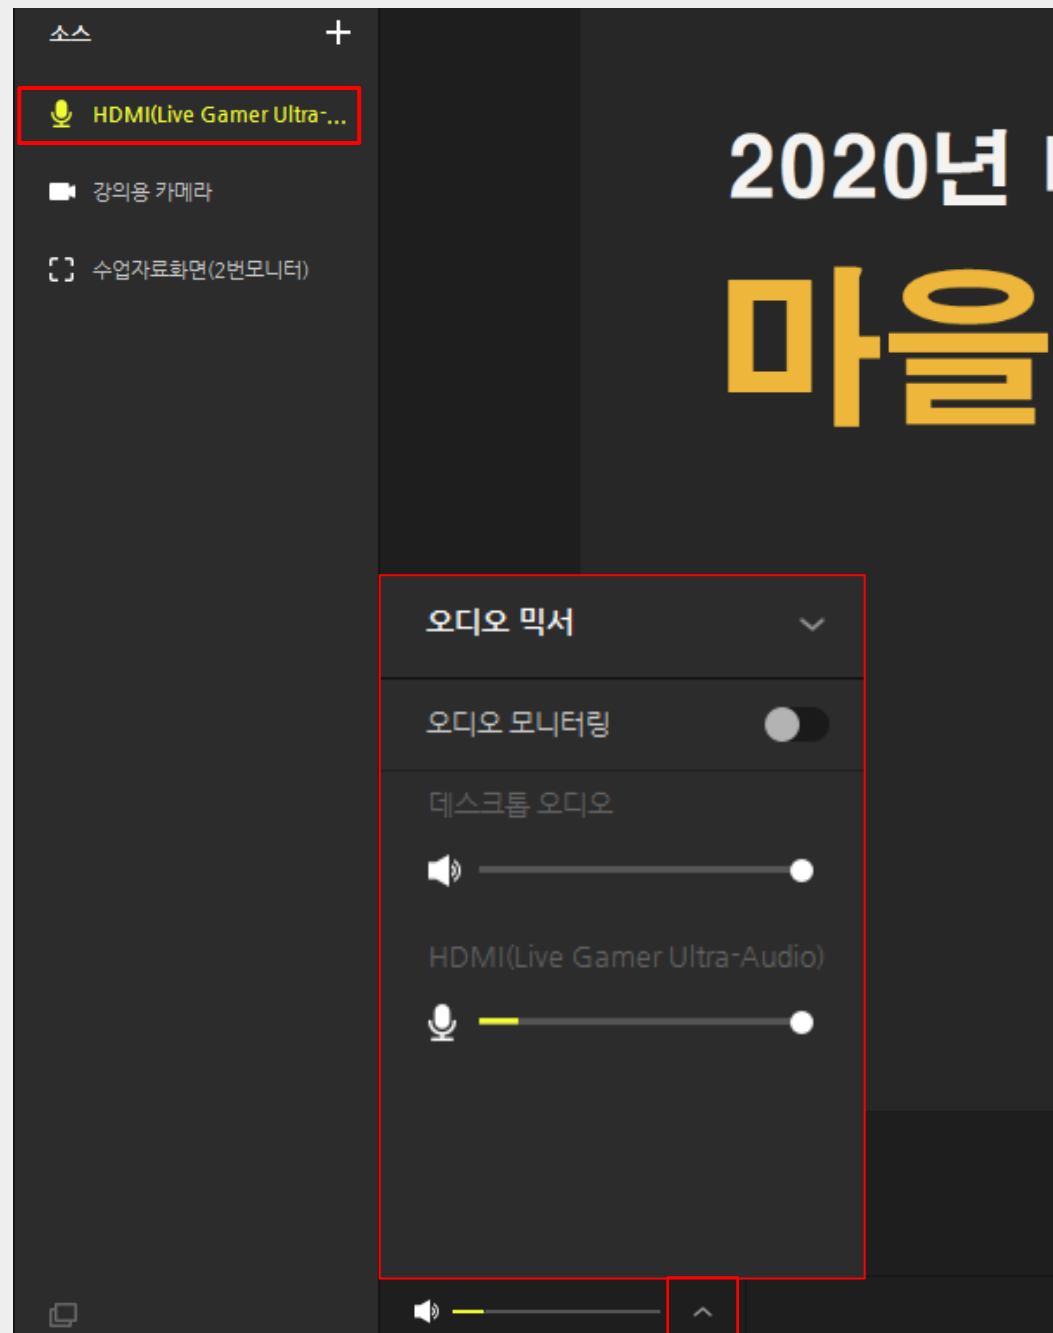 소스
HDMI(Live Gamer Ultra-...
강의용 카메라
수업자료화면(2번모니터)
2020년
마을
오디오 믹서
오디오 모니터링
데스크톱 오디오
HDMI(Live Gamer Ultra-Audio)